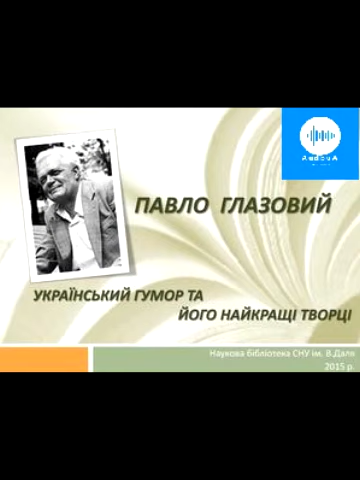 ПАВЛО ГЛАЗОВИЙ
УКРАЇНСЬКИЙ ГУМОР ТА
ЙОГО НАЙКРАЩІ ТВОРЦІ
Наукова бібліотека СНУ ім. В.Даля
2015 р.